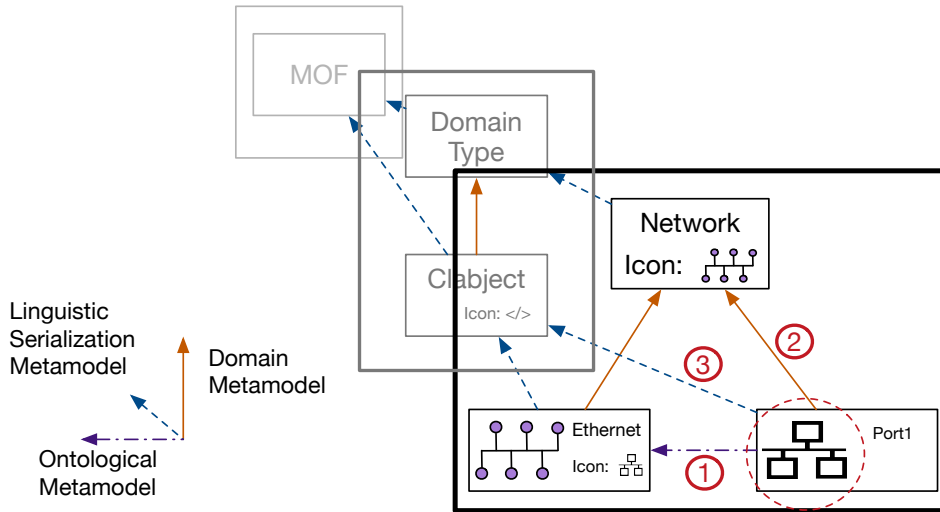 MOF
Domain
Type
Network
Icon:
Clabject
Icon: </>
Linguistic
Serialization
Metamodel
Domain
Metamodel
Ontological
Metamodel
3
2
Ethernet
Icon:
1
Port1